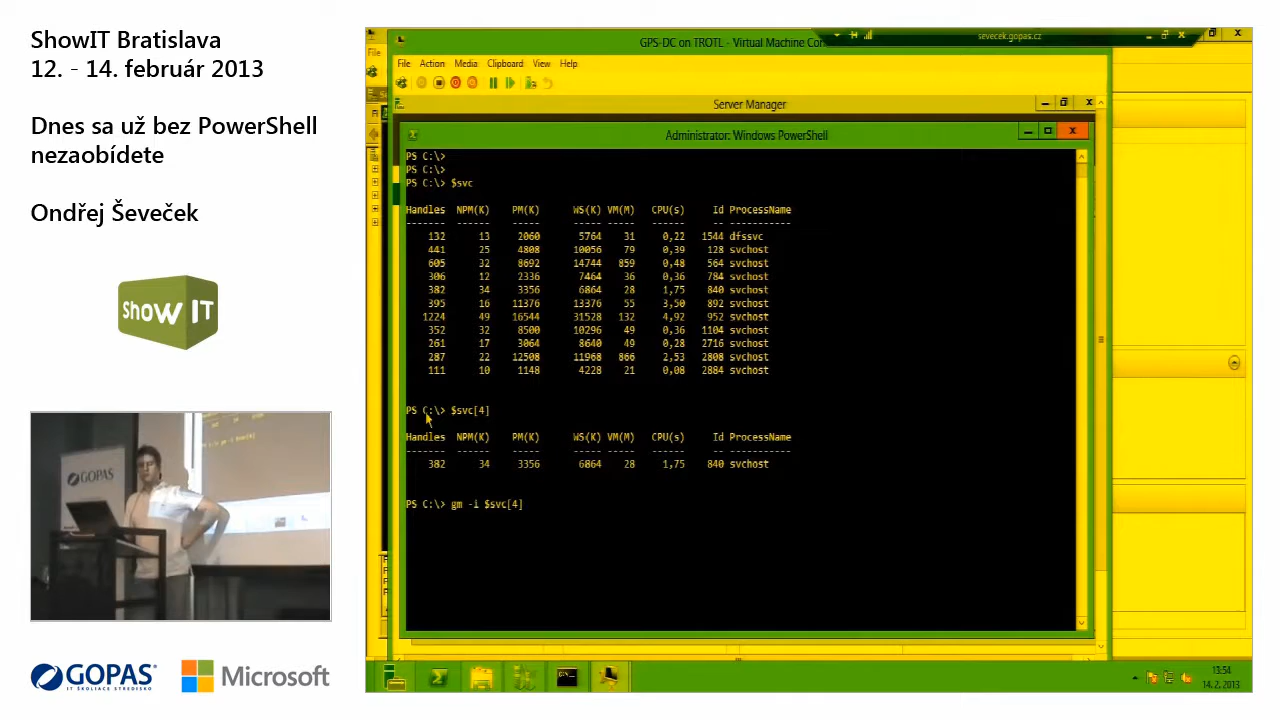 ShowIT Bratislava
12. - 14. február 2013
Dnes sa už bez PowerShell
nezaobídete
Ondřej Ševeček
Show IT
GOPAS
GOPAS
IT ŠKOLIACE STREDISKO
Microsoft
GPS-DC on TROTL - Virtual Machine Con
sevecek.gopas.cz
File
File Action Media Clipboard View Help
Server Manager
Administrator: Windows PowerShell
PS C:\>
PS C:\>
PS C:\> $svc
Handles NPM(K) PM(K) WS(K) VM(M) CPU(s) Id ProcessName
------- ------ ----- ----- ----- ------ -- -----------
132 13 2060 5764 31 0,22 1544 dfssvc
441 25 4808 10056 79 0,39 128 svchost
605 32 8692 14744 859 0,48 564 svchost
306 12 2336 7464 36 0,36 784 svchost
382 34 3356 6864 28 1,75 840 svchost
395 16 11376 13376 55 3,50 892 svchost
1224 49 16544 31528 132 4,92 952 svchost
352 32 8500 10296 49 0,36 1104 svchost
261 17 3064 8640 49 0,28 2716 svchost
287 22 12508 11968 866 2,53 2808 svchost
111 10 1148 4228 21 0,08 2884 svchost
PS C:\> $svc[4]
Handles NPM(K) PM(K) WS(K) VM(M) CPU(s) Id ProcessName
------- ------ ----- ----- ----- ------ -- -----------
382 34 3356 6864 28 1,75 840 svchost
PS C:\> gm -i $svc[4]
13:54
14. 2. 2013